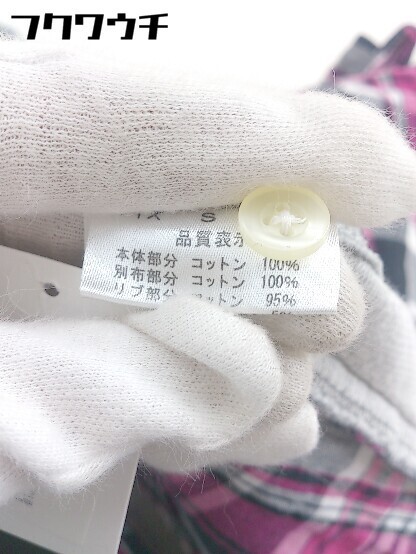 フクワウチ
S
品質表示
本体部分 コットン 100%
別布部分 コットン 100%
リブ部分 コットン 95%